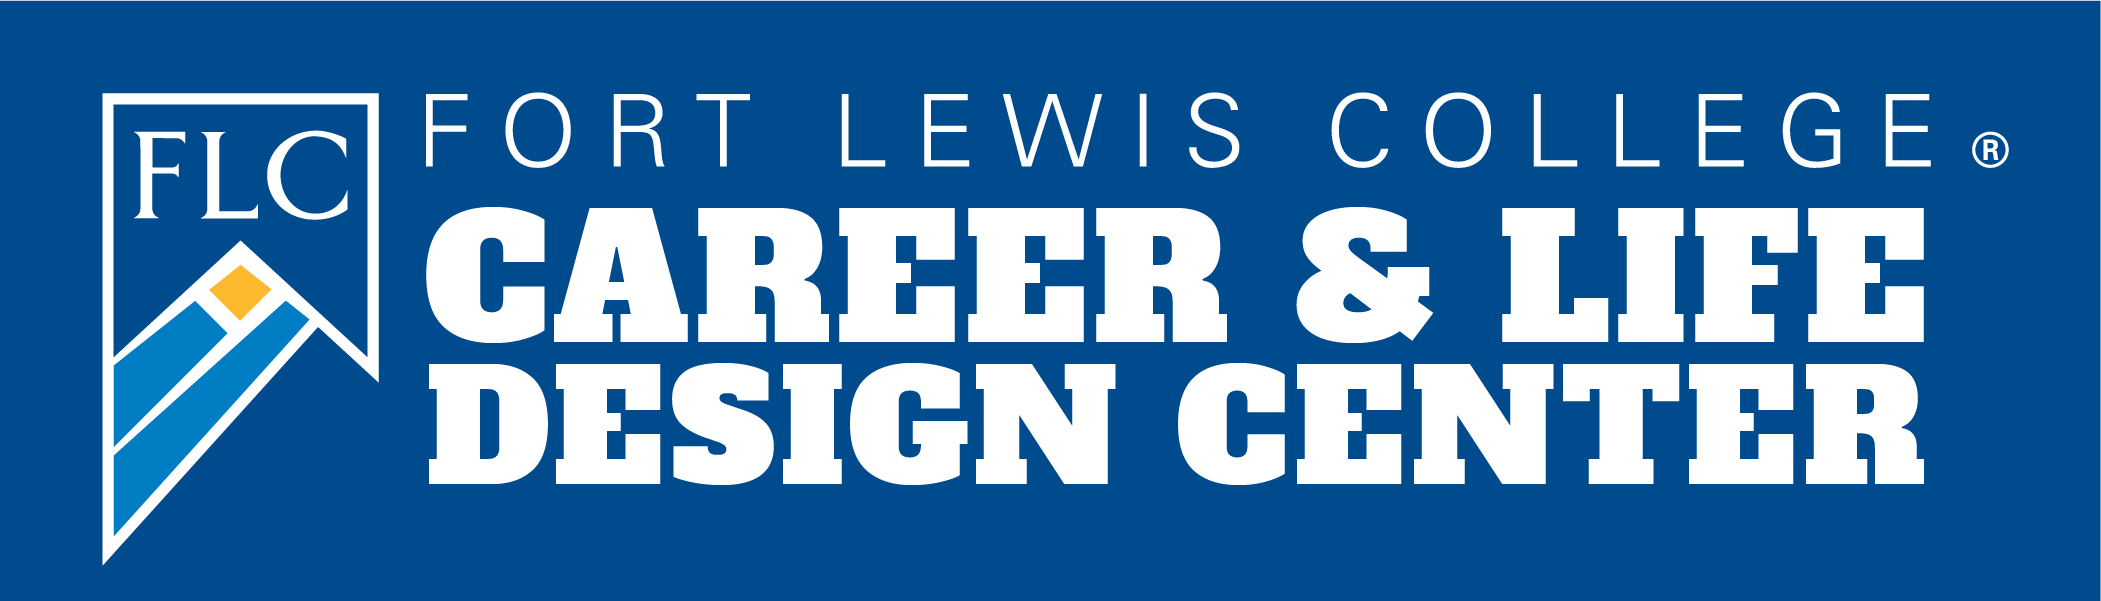 FLC
FORT LEWIS COLLEGE ®
CAREER & LIFE
DESIGN CENTER